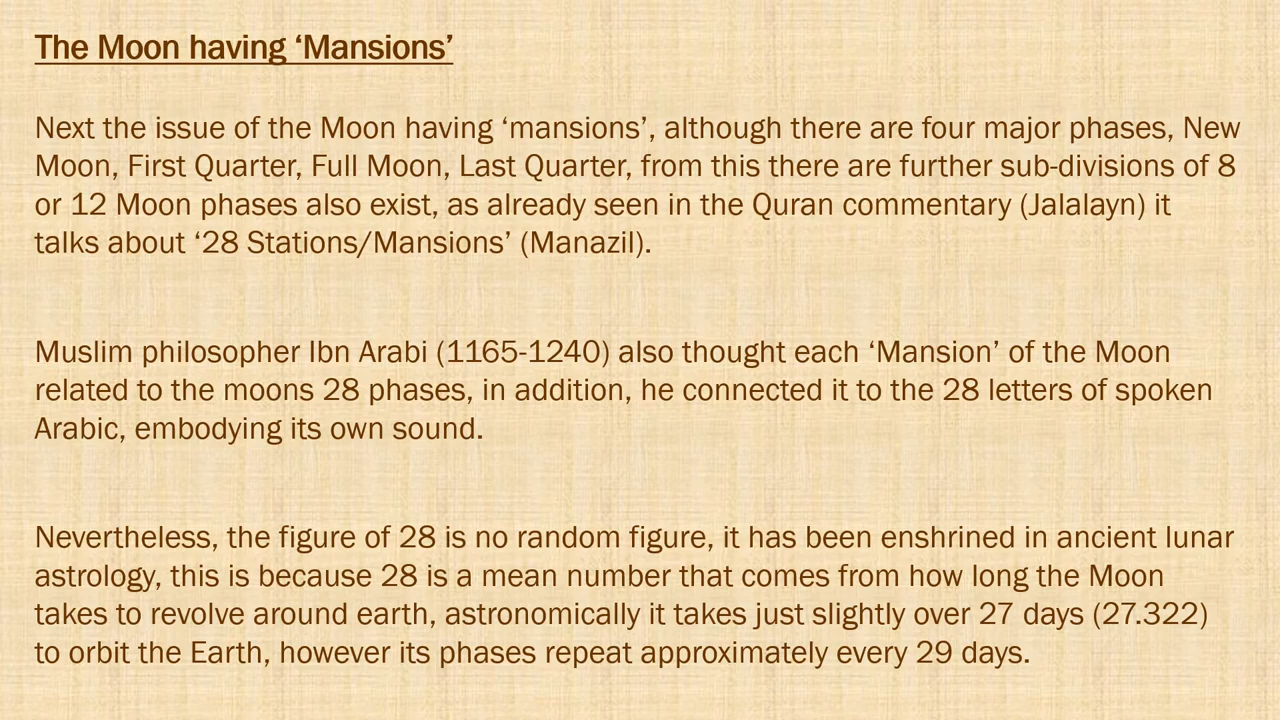 The Moon having ‘Mansions’
Next the issue of the Moon having ‘mansions’, although there are four major phases, New
Moon, First Quarter, Full Moon, Last Quarter, from this there are further sub-divisions of 8
or 12 Moon phases also exist, as already seen in the Quran commentary (Jalalayn) it
talks about ‘28 Stations/Mansions’ (Manazil).
Muslim philosopher Ibn Arabi (1165-1240) also thought each ‘Mansion’ of the Moon
related to the moons 28 phases, in addition, he connected it to the 28 letters of spoken
Arabic, embodying its own sound.
Nevertheless, the figure of 28 is no random figure, it has been enshrined in ancient lunar
astrology, this is because 28 is a mean number that comes from how long the Moon
takes to revolve around earth, astronomically it takes just slightly over 27 days (27.322)
to orbit the Earth, however its phases repeat approximately every 29 days.